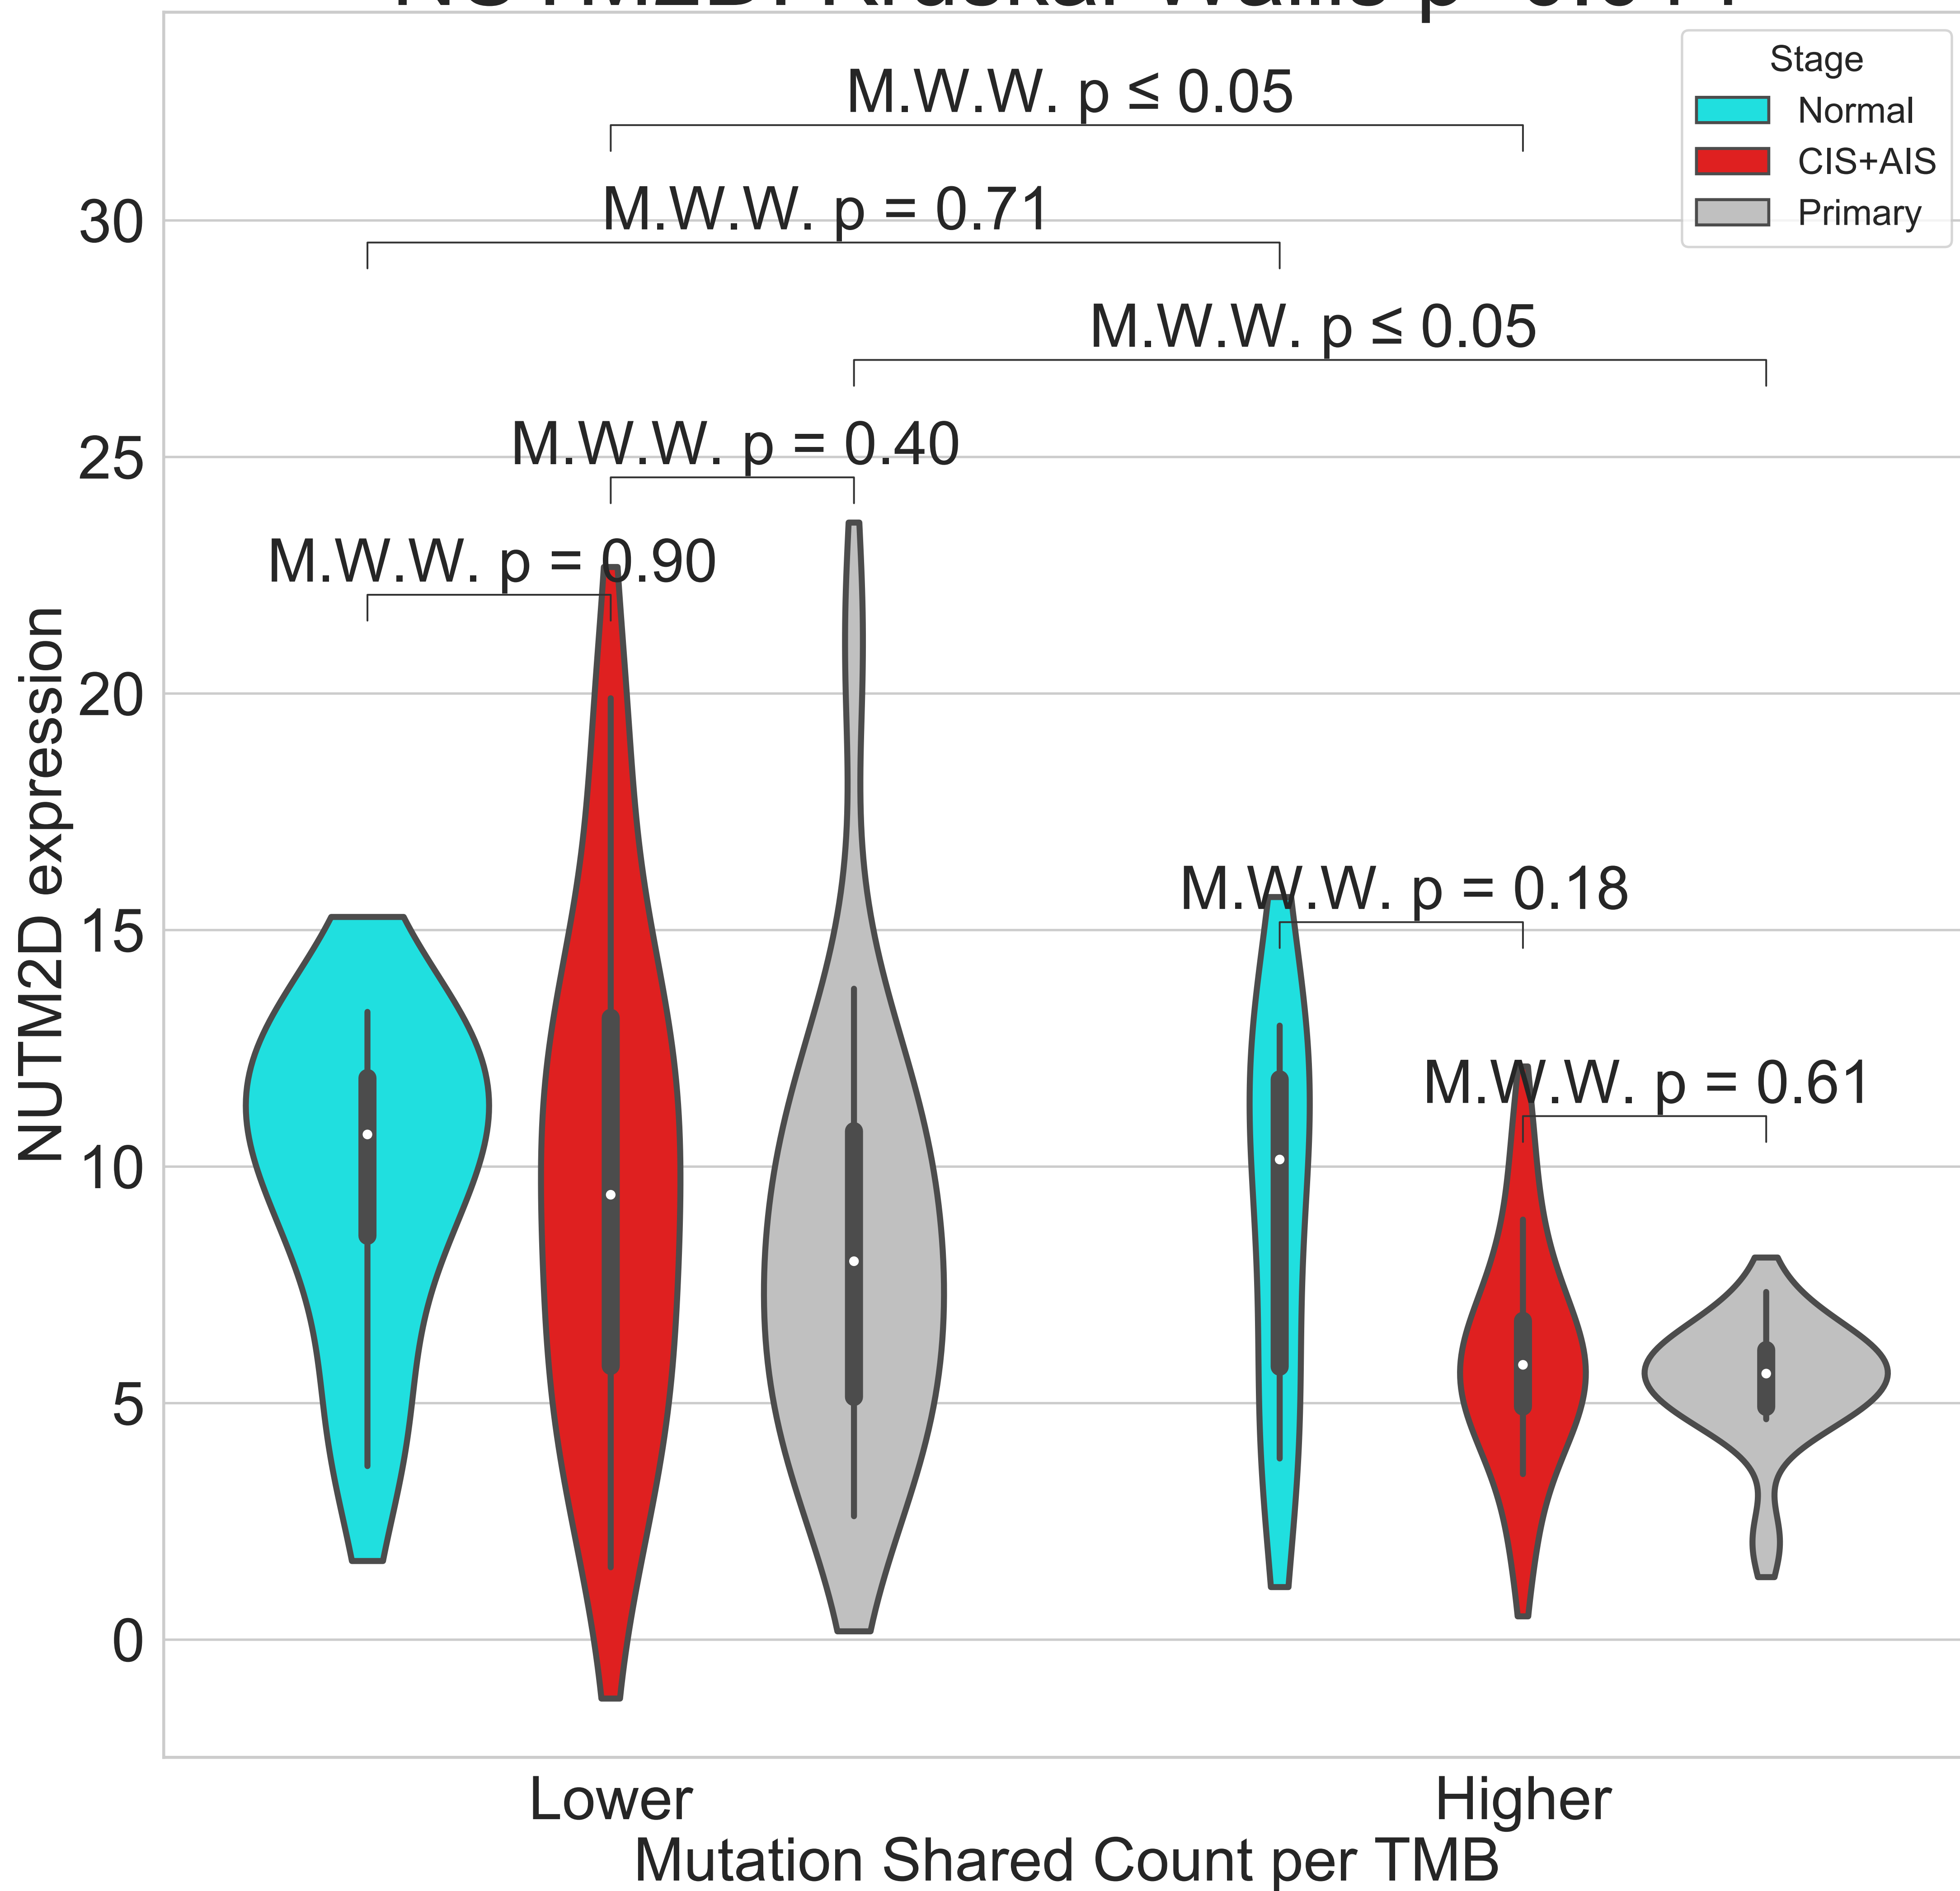 Stage
Normal
CIS+AIS
Primary
M.W.W. p ≤ 0.05
M.W.W. p = 0.71
M.W.W. p ≤ 0.05
M.W.W. p = 0.40
M.W.W. p = 0.90
M.W.W. p = 0.18
M.W.W. p = 0.61
NUTM2D expression
30
25
20
15
10
5
0
Lower
Higher
Mutation Shared Count per TMB